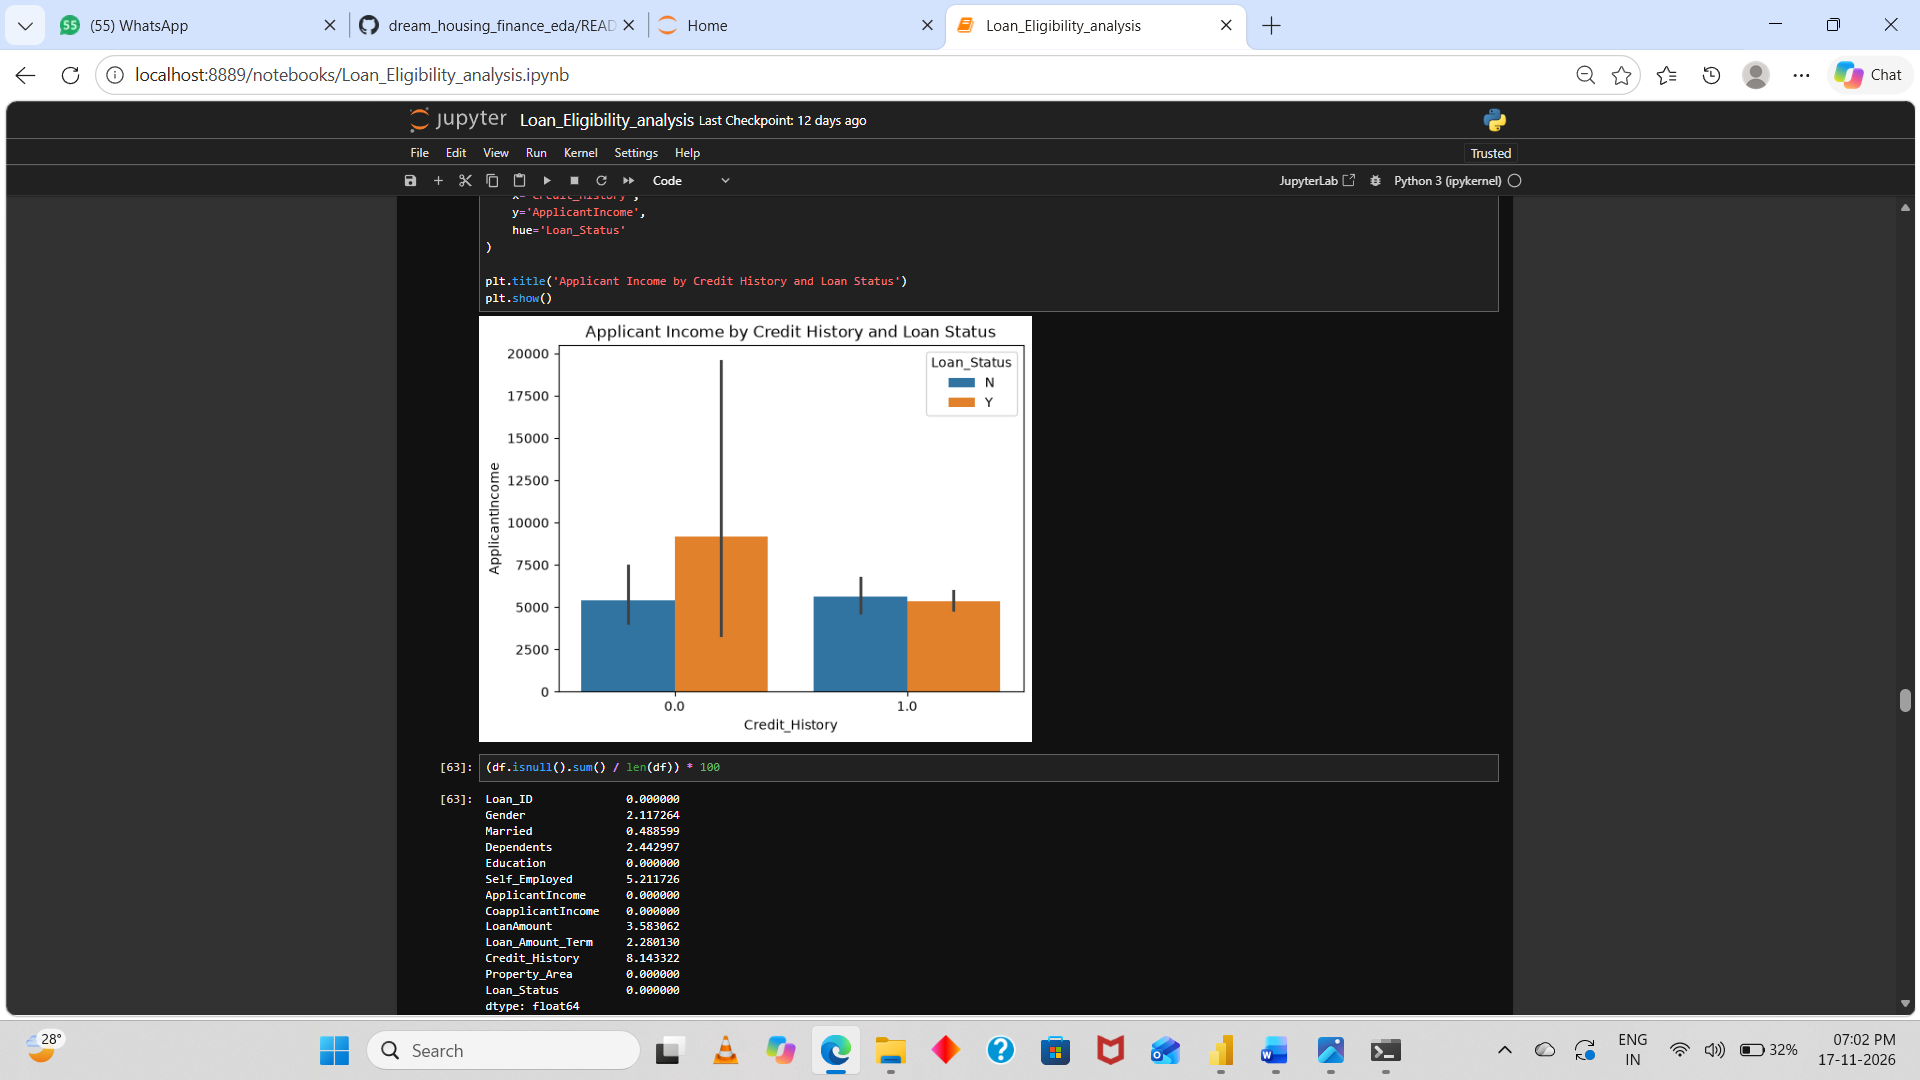 (55) WhatsApp
dream_housing_finance_eda/READ
Home
Loan_Eligibility_analysis
localhost:8889/notebooks/Loan_Eligibility_analysis.ipynb
Chat
jupyter Loan_Eligibility_analysis Last Checkpoint: 12 days ago
File Edit View Run Kernel Settings Help
Trusted
Code
JupyterLab
Python 3 (ipykernel)
x='Credit_History',
y='ApplicantIncome',
hue='Loan_Status'
)
plt.title('Applicant Income by Credit History and Loan Status')
plt.show()
Applicant Income by Credit History and Loan Status
Loan_Status
N
Y
20000
17500
15000
12500
10000
7500
5000
2500
0
ApplicantIncome
0.0 1.0
Credit_History
[63]: (df.isnull().sum() / len(df)) * 100
[63]: Loan_ID 0.000000
Gender 2.117264
Married 0.488599
Dependents 2.442997
Education 0.000000
Self_Employed 5.211726
ApplicantIncome 0.000000
CoapplicantIncome 0.000000
LoanAmount 3.583062
Loan_Amount_Term 2.280130
Credit_History 8.143322
Property_Area 0.000000
Loan_Status 0.000000
dtype: float64
28°
Search
ENG
IN
32%
07:02 PM
17-11-2026